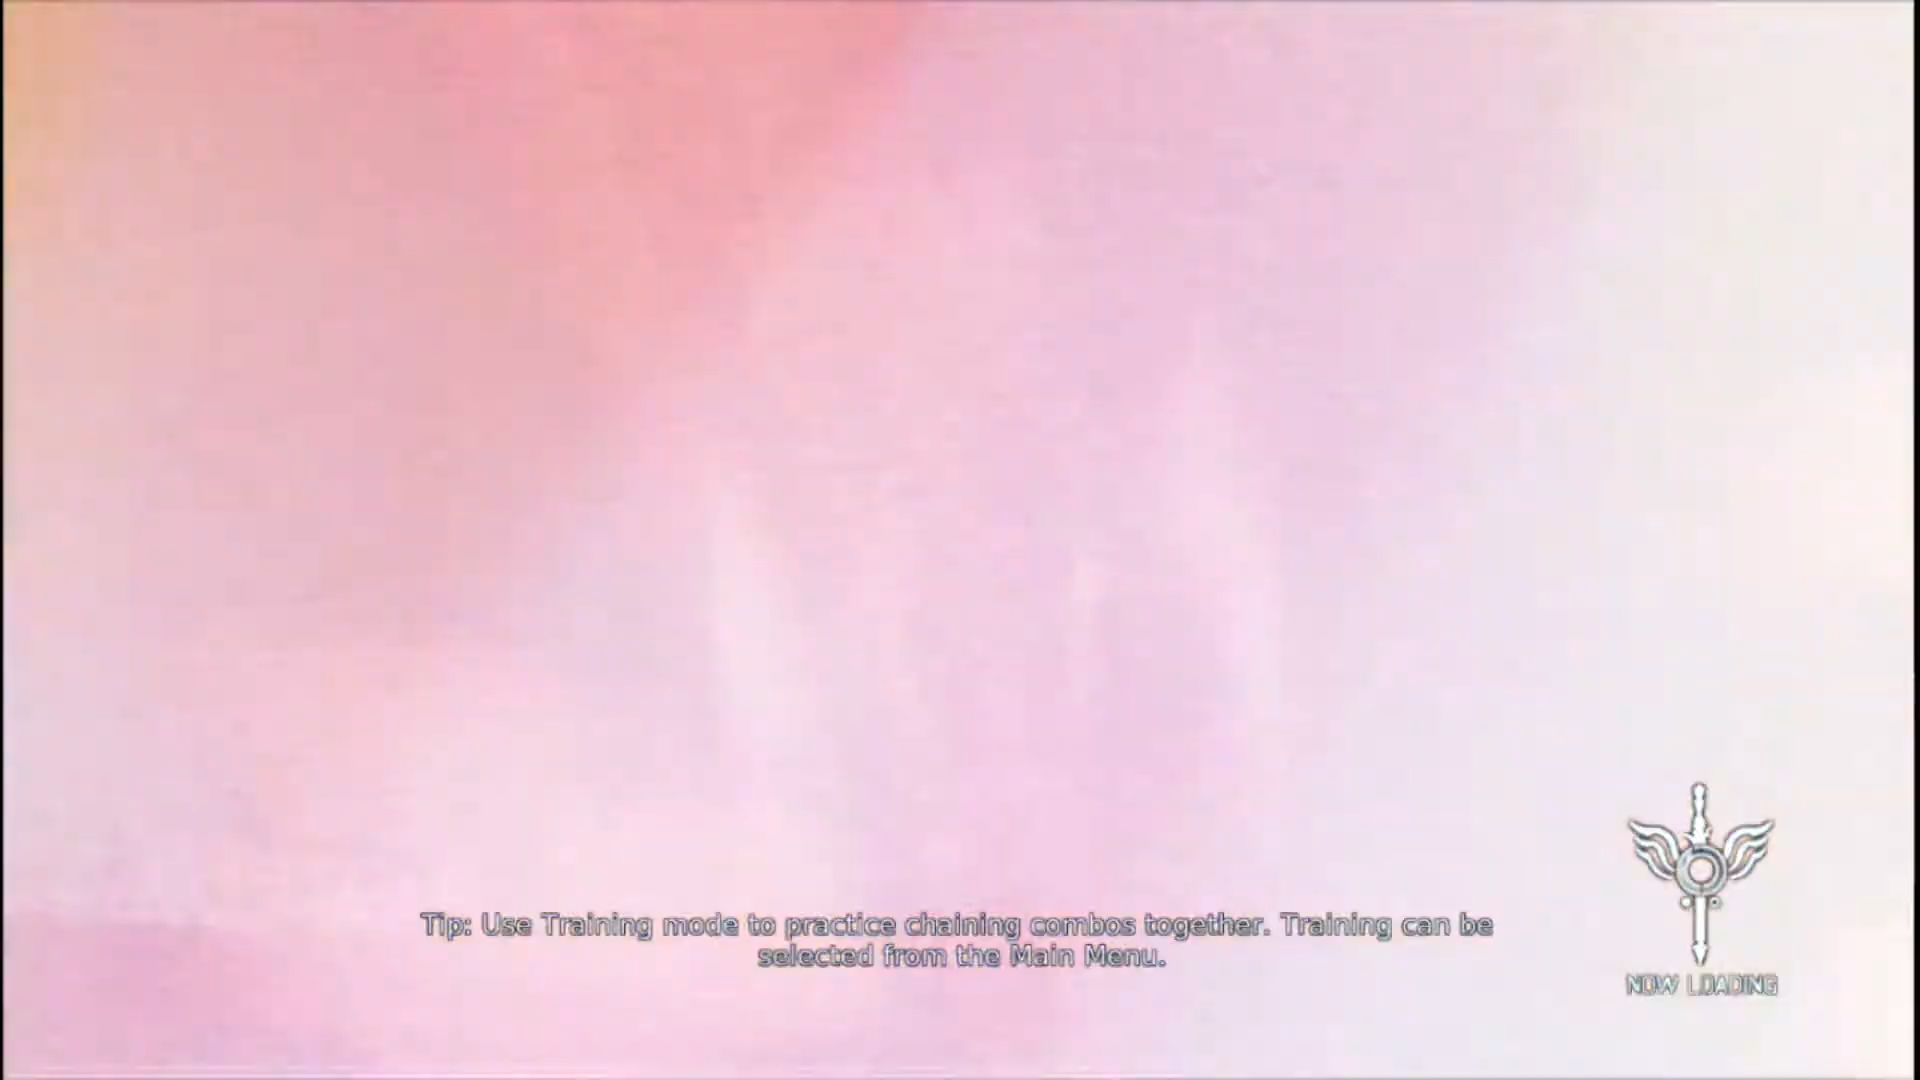 Tip: Use Training mode to practice chaining combos together. Training can be
selected from the Main Menu.
NOW LOADING